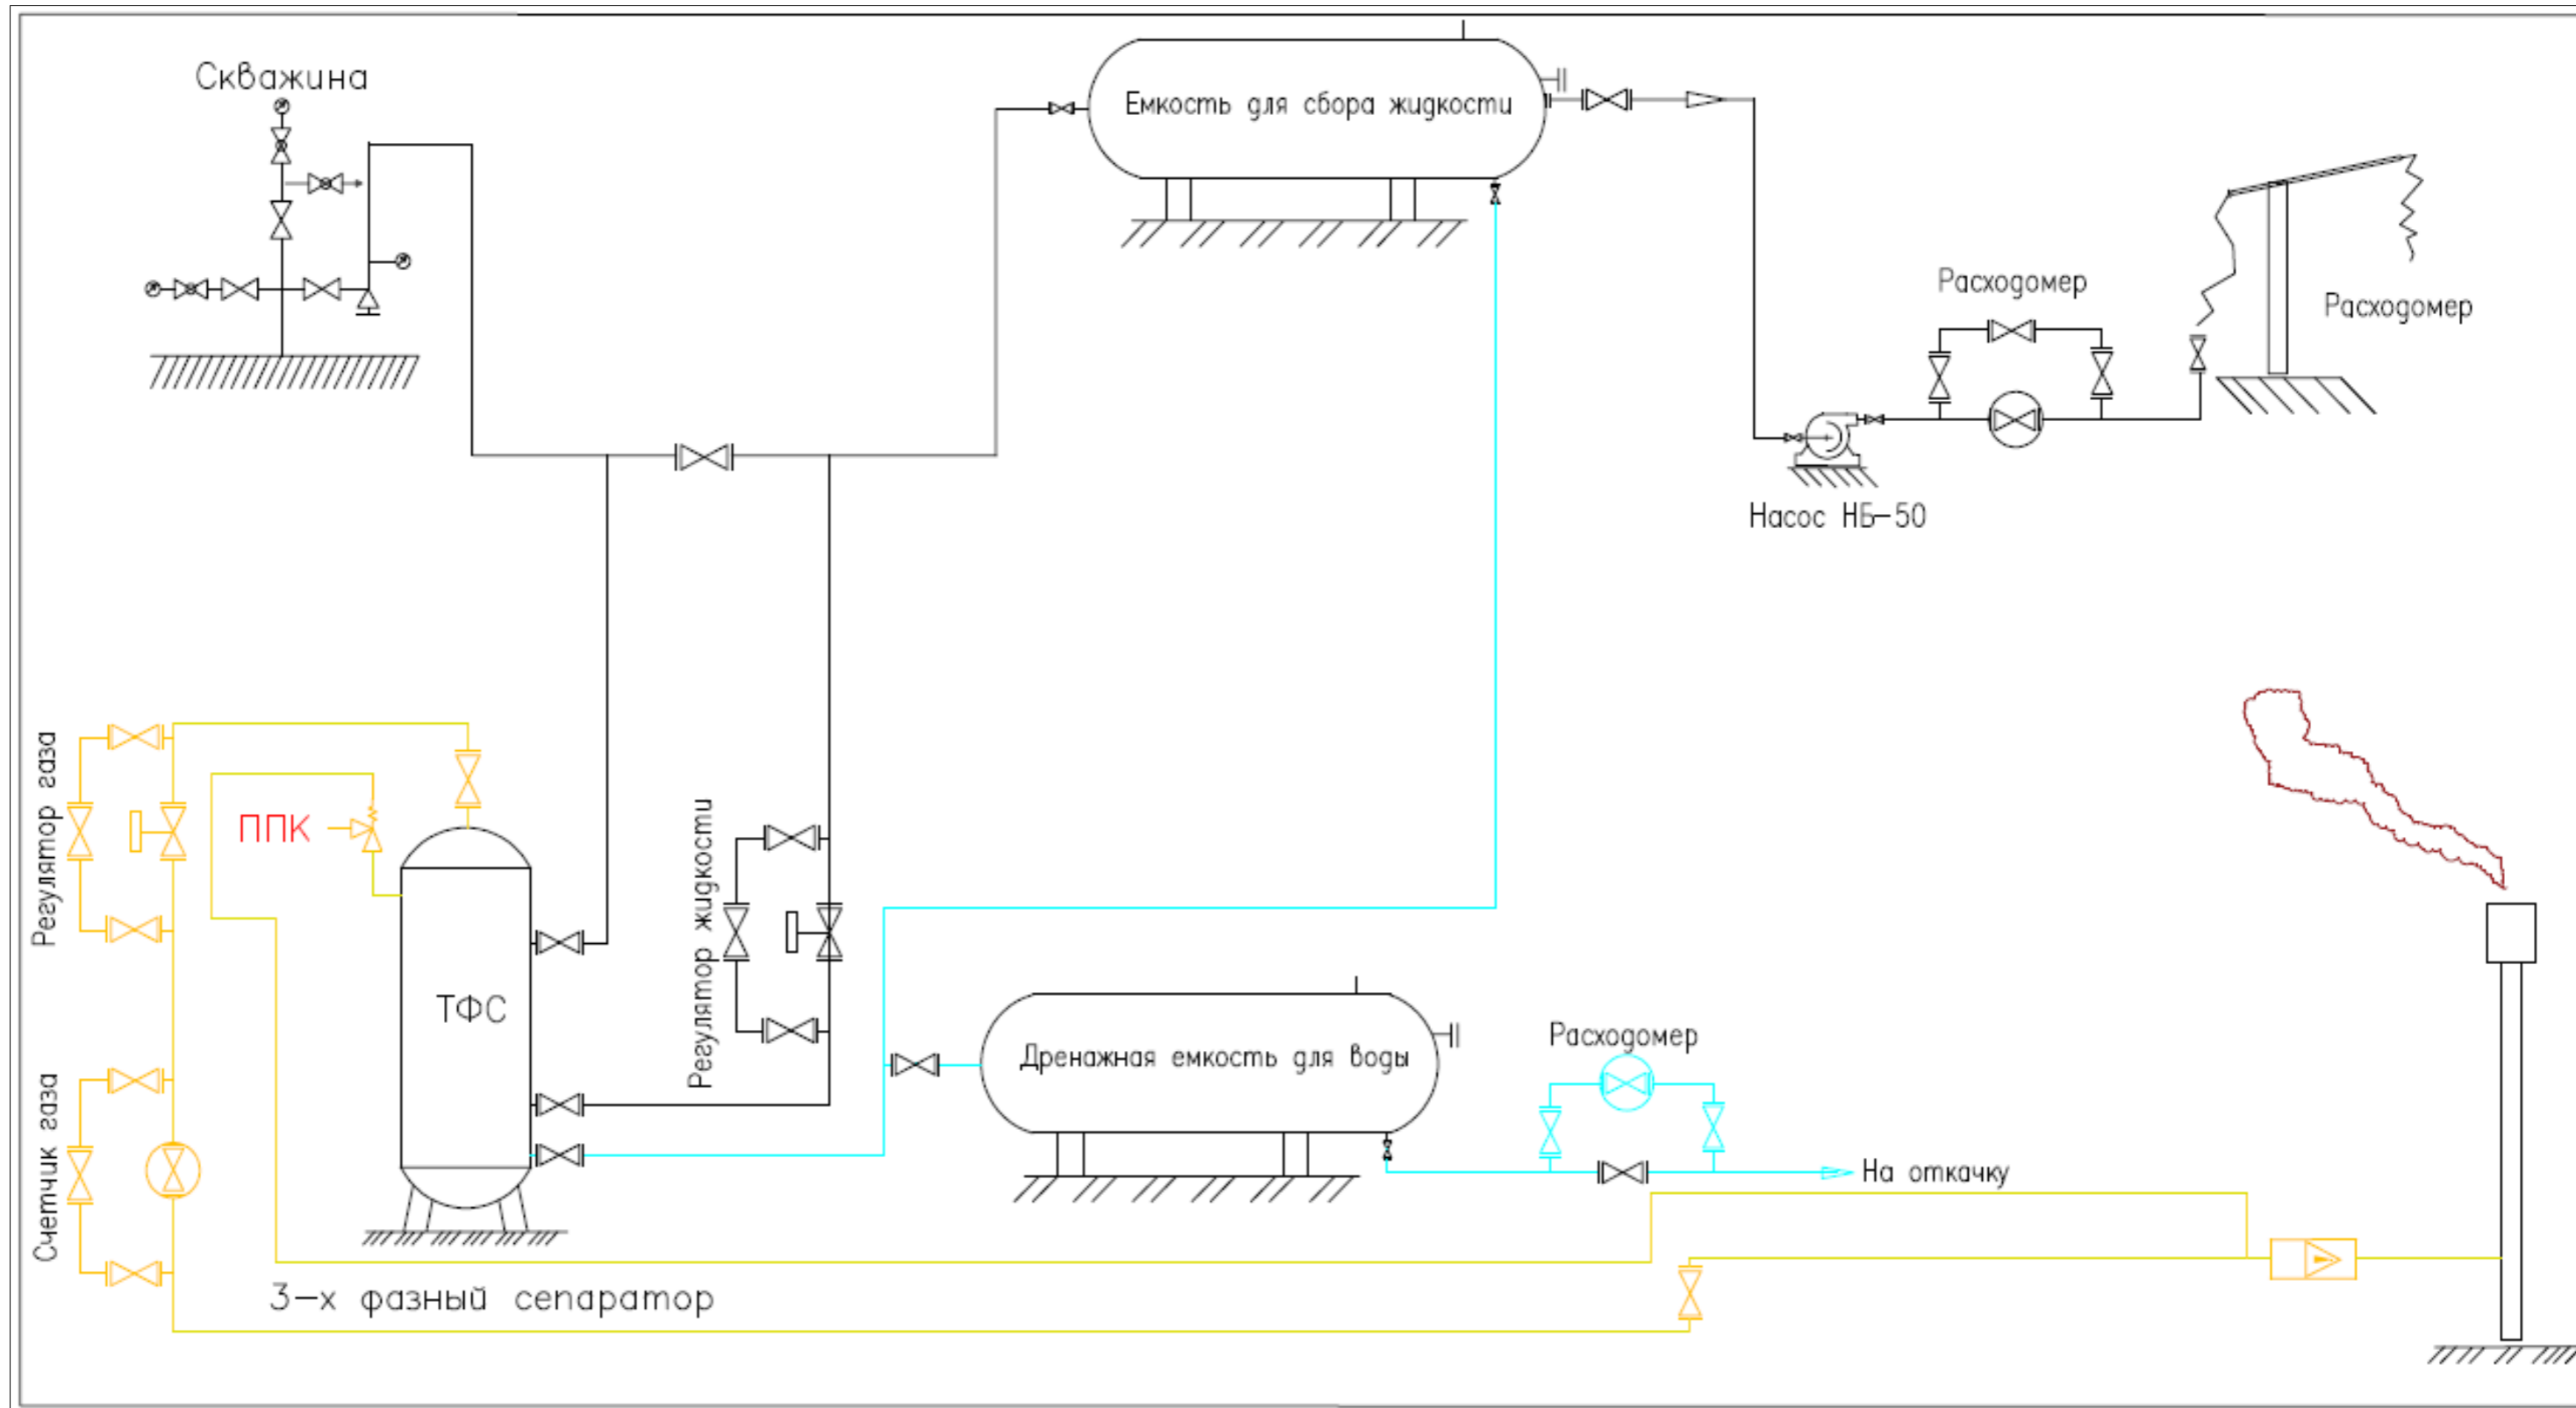 Скважина
Емкость для сбора жидкости
Расходомер
Расходомер
Насос НБ-50
Регулятор газа
ППК
Регулятор жидкости
ТФС
Дренажная емкость для воды
Расходомер
Счетчик газа
На откачку
3-х фазный сепаратор